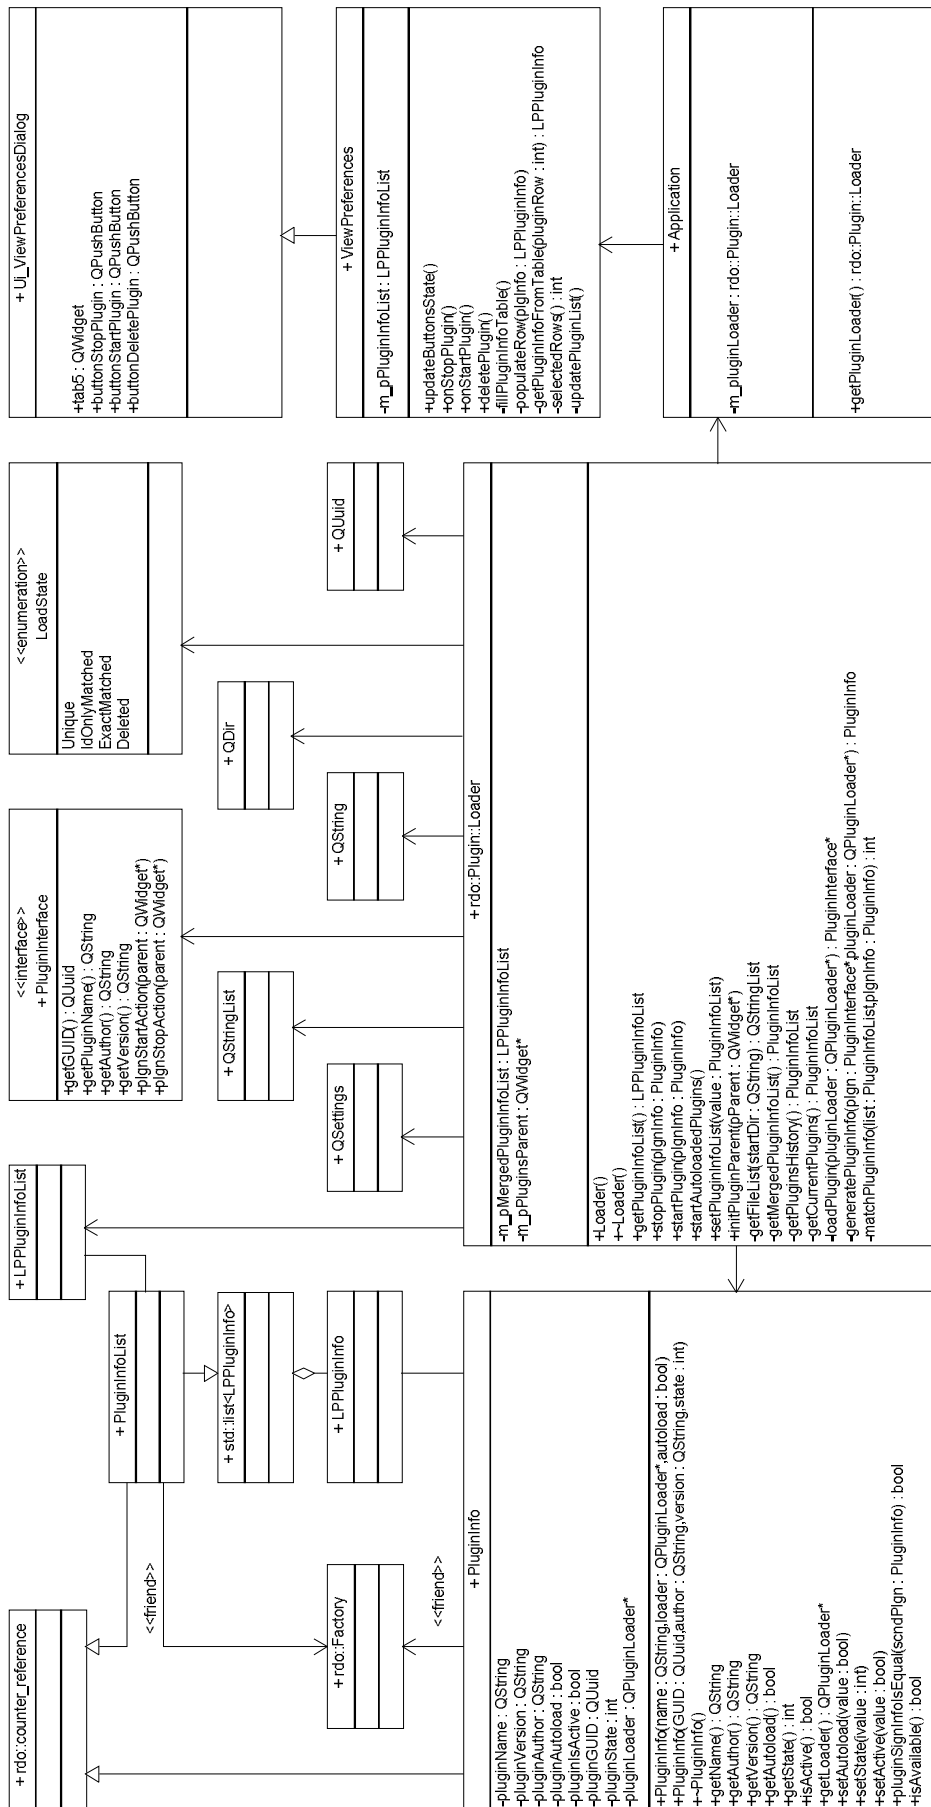 + rdo::counter_reference
+ PluginInfoList
<<friend>>
+ std::list<LPPluginInfo>
+ rdo::Factory
+ LPPluginInfo
<<friend>>
+ PluginInfo
-pluginName : QString
-pluginVersion : QString
-pluginAuthor : QString
-pluginAutoload : bool
-pluginIsActive : bool
-pluginGUID : QUuid
-pluginState : int
-pluginLoader : QPluginLoader*
+PluginInfo(name : QString,loader : QPluginLoader*,autoload : bool)
+PluginInfo(GUID : QUuid,author : QString,version : QString,state : int)
+~PluginInfo()
+getName() : QString
+getAuthor() : QString
+getVersion() : QString
+getAutoload() : bool
+getState() : int
+isActive() : bool
+getLoader() : QPluginLoader*
+setAutoload(value : bool)
+setState(value : int)
+setActive(value : bool)
+pluginSignInfoIsEqual(scndPlgn : PluginInfo) : bool
+isAvailable() : bool
+ LPPluginInfoList
<<interface>>
+ PluginInterface
+getGUID() : QUuid
+getPluginName() : QString
+getAuthor() : QString
+getVersion() : QString
+plgnStartAction(parent : QWidget*)
+plgnStopAction(parent : QWidget*)
<<enumeration>>
LoadState
Unique
IdOnlyMatched
ExactMatched
Deleted
+ QStringList
+ QDir
+ QSettings
+ QString
+ QUuid
+ rdo::Plugin::Loader
-m_pMergedPluginInfoList : LPPluginInfoList
-m_pPluginsParent : QWidget*
+Loader()
+~Loader()
+getPluginInfoList() : LPPluginInfoList
+stopPlugin(plgnInfo : PluginInfo)
+startPlugin(plgnInfo : PluginInfo)
+startAutoloadedPlugins()
+setPluginInfoList(value : PluginInfoList)
+initPluginParent(pParent : QWidget*)
-getFileList(startDir : QString) : QStringList
-getMergedPluginInfoList() : PluginInfoList
-getPluginsHistory() : PluginInfoList
-getCurrentPlugins() : PluginInfoList
-loadPlugin(pluginLoader : QPluginLoader*) : PluginInterface*
-generatePluginInfo(plgn : PluginInterface*,pluginLoader : QPluginLoader*) : PluginInfo
-matchPluginInfo(list : PluginInfoList,plgnInfo : PluginInfo) : int
+ Ui_ViewPreferencesDialog
+tab5 : QWidget
+buttonStopPlugin : QPushButton
+buttonStartPlugin : QPushButton
+buttonDeletePlugin : QPushButton
+ ViewPreferences
-m_pPluginInfoList : LPPluginInfoList
+updateButtonsState()
+onStopPlugin()
+onStartPlugin()
+deletePlugin()
-fillPluginInfoTable()
-populateRow(plgInfo : LPPluginInfo)
-getPluginInfoFromTable(pluginRow : int) : LPPluginInfo
-selectedRows() : int
-updatePluginList()
+ Application
-m_pluginLoader : rdo::Plugin::Loader
+getPluginLoader() : rdo::Plugin::Loader